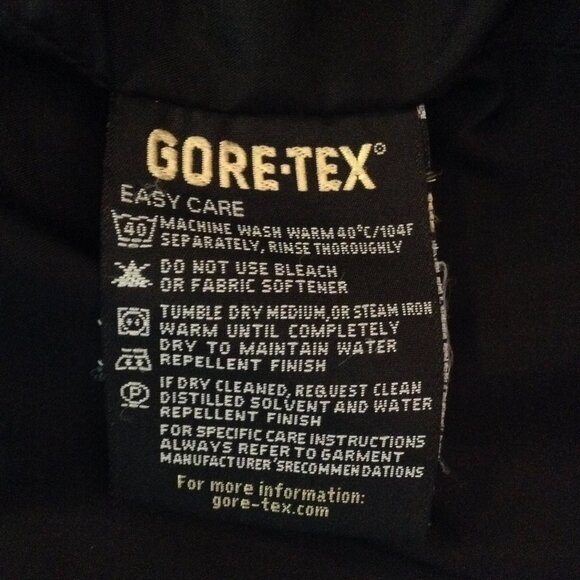 GORE-TEX®
EASY CARE
40 MACHINE WASH WARM 40°C/104F
SEPARATELY, RINSE THOROUGHLY
DO NOT USE BLEACH
OR FABRIC SOFTENER
TUMBLE DRY MEDIUM, OR STEAM IRON
WARM UNTIL COMPLETELY
DRY TO MAINTAIN WATER
REPELLENT FINISH
P IF DRY CLEANED, REQUEST CLEAN
DISTILLED SOLVENT AND WATER
REPELLENT FINISH
FOR SPECIFIC CARE INSTRUCTIONS
ALWAYS REFER TO GARMENT
MANUFACTURER'SRECOMMENDATIONS
For more information:
gore-tex.com